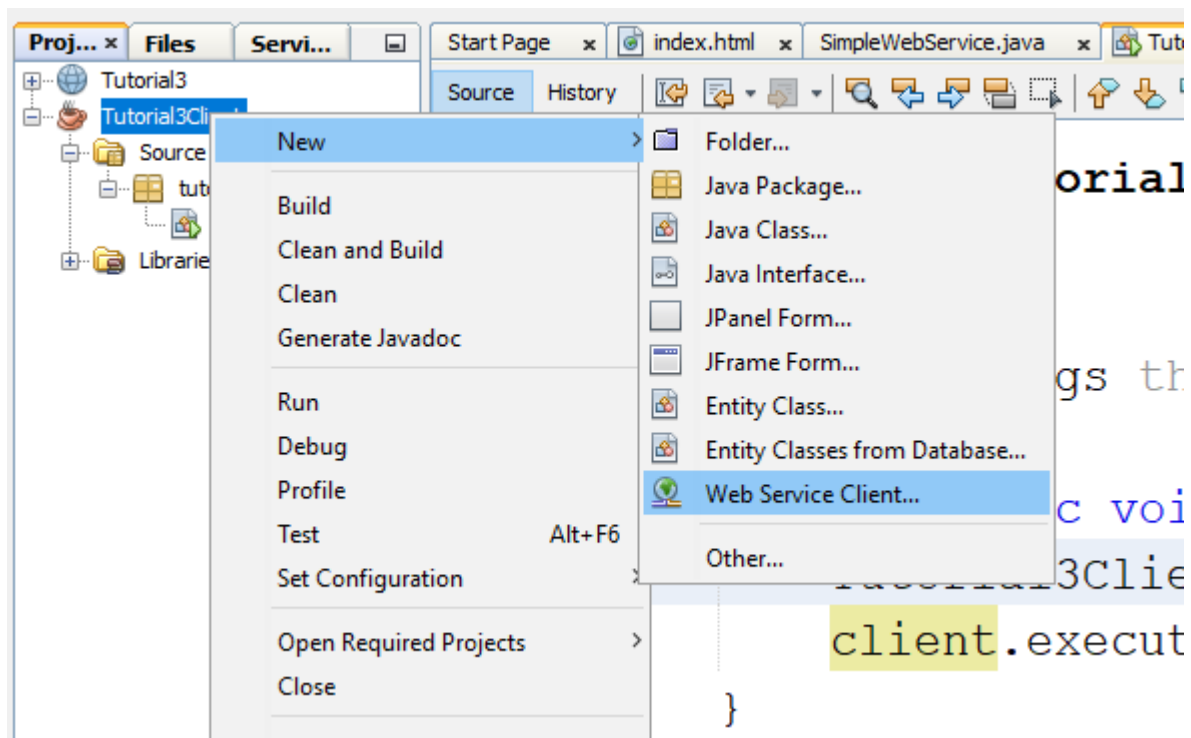 Proj... Files Servi...
Start Page index.html SimpleWebService.java
Source History
Tutorial3
Source
Librarie
New
Build
Clean and Build
Clean
Generate Javadoc
Run
Debug
Profile
Test Alt+F6
Set Configuration
Open Required Projects
Close
Folder...
Java Package...
Java Class...
Java Interface...
JPanel Form...
JFrame Form...
Entity Class...
Entity Classes from Database...
Web Service Client...
Other...
orial
gs th
c voi
client.execut
}